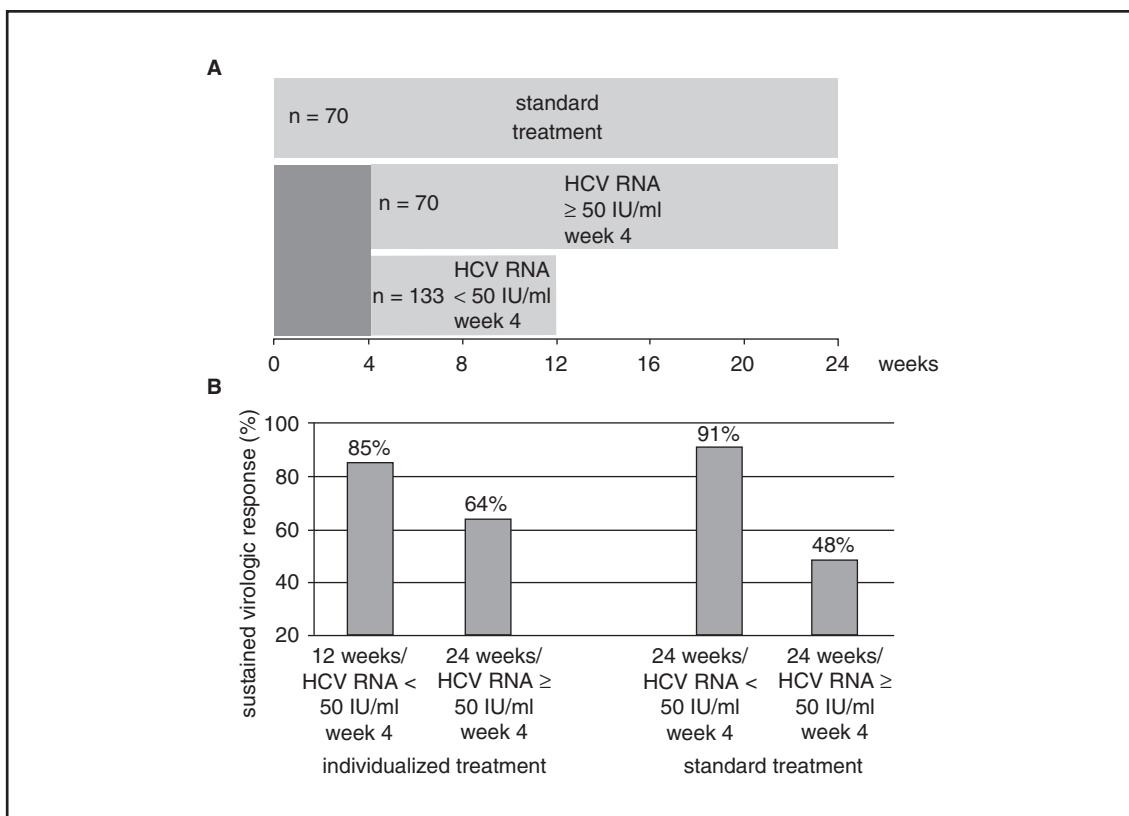 A
n = 70
standard
treatment
n = 70
HCV RNA
≥ 50 IU/ml
week 4
n = 133
HCV RNA
< 50 IU/ml
week 4
0 4 8 12 16 20 24 weeks
B
sustained virologic response (%)
100
80
60
40
20
85%
64%
91%
48%
12 weeks/
HCV RNA <
50 IU/ml
week 4
24 weeks/
HCV RNA ≥
50 IU/ml
week 4
24 weeks/
HCV RNA <
50 IU/ml
week 4
24 weeks/
HCV RNA ≥
50 IU/ml
week 4
individualized treatment
standard treatment